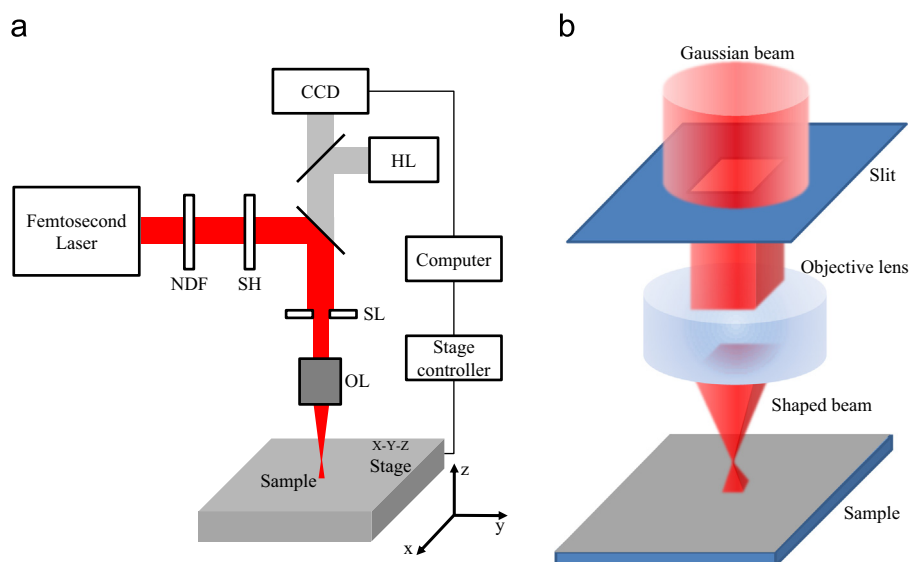 a
CCD
HL
Femtosecond
Laser
NDF
SH
Computer
SL
Stage
controller
OL
X-Y-Z
Stage
Sample
z
y
x
b
Gaussian beam
Slit
Objective lens
Shaped beam
Sample